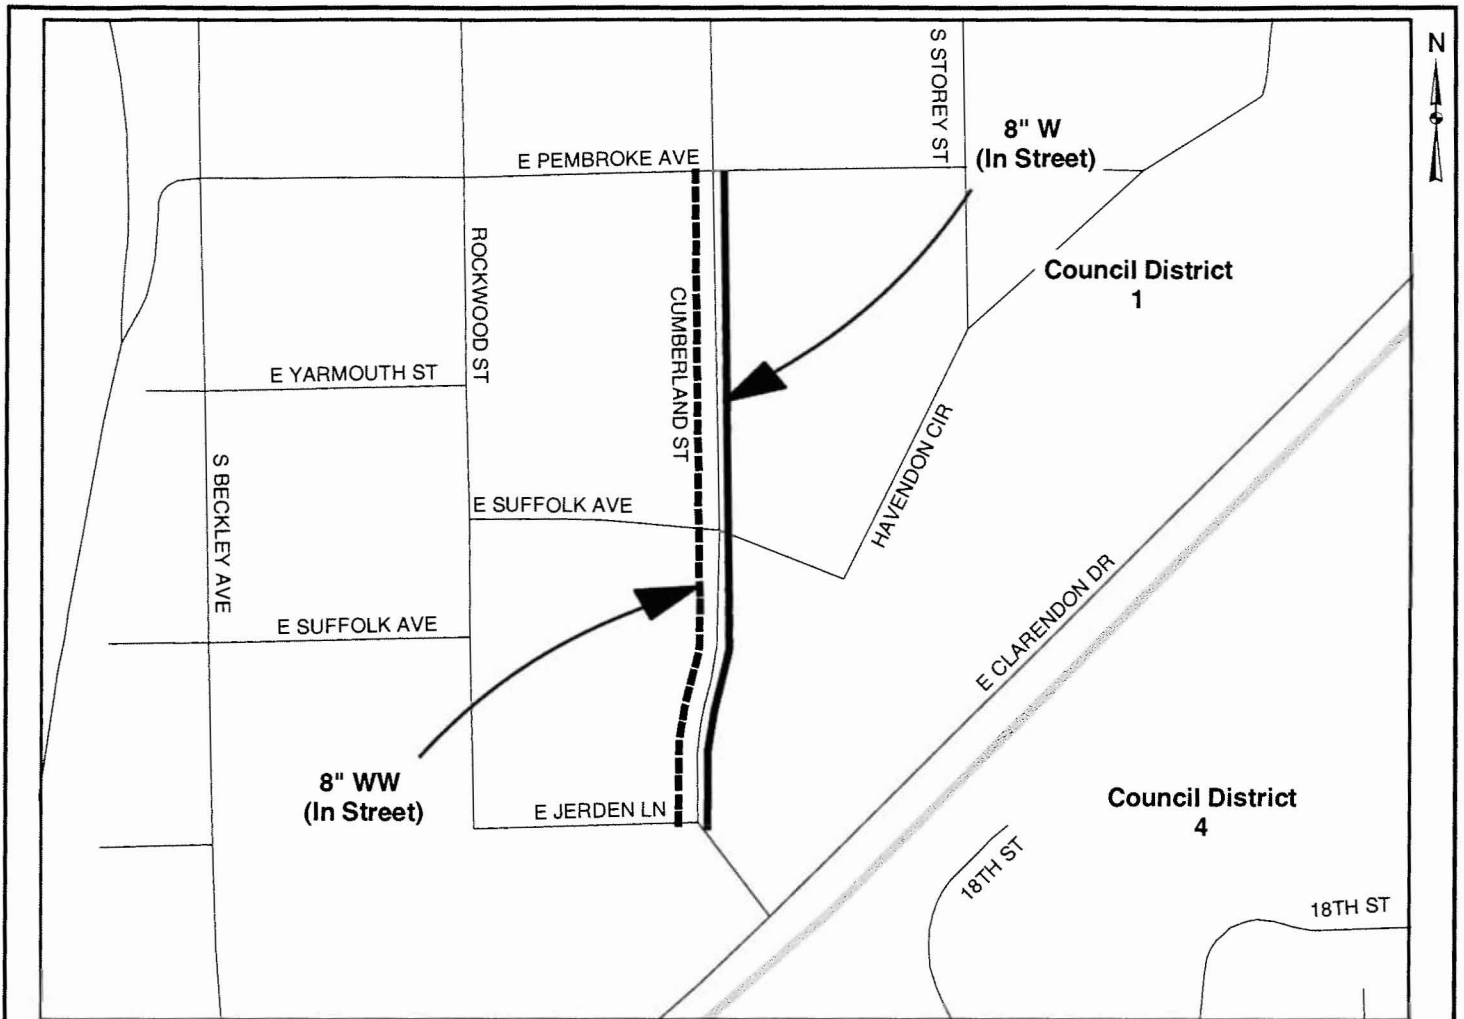 N
S STOREY ST
8" W
(In Street)
E PEMBROKE AVE
ROCKWOOD ST
CUMBERLAND ST
Council District
1
E YARMOUTH ST
HAVENDON CIR
S BECKLEY AVE
E SUFFOLK AVE
E CLARENDON DR
E SUFFOLK AVE
8" WW
(In Street)
E JERDEN LN
Council District
4
18TH ST
18TH ST